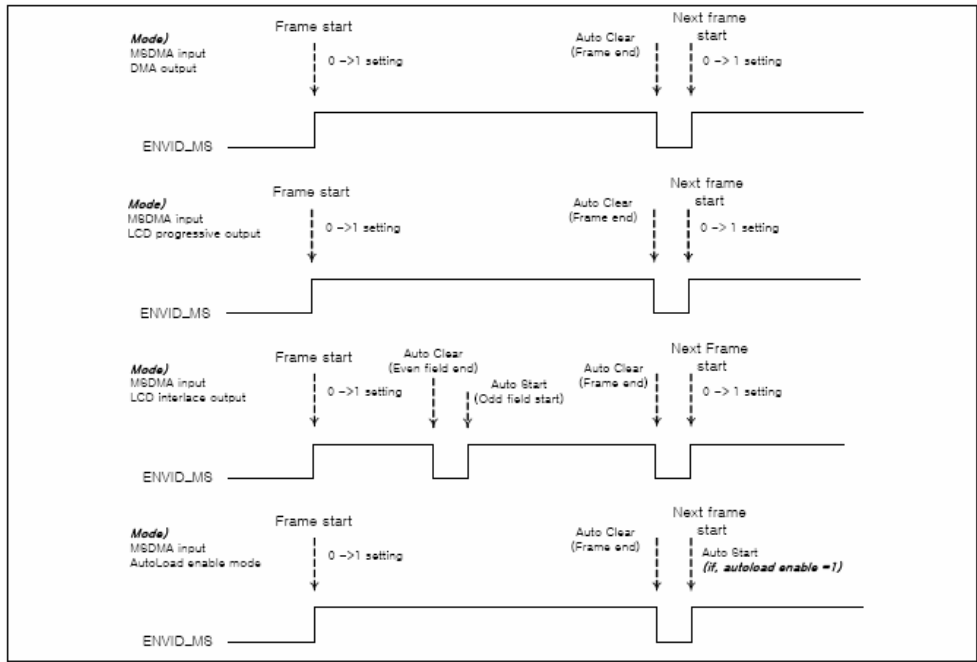 Mode)
MSDMA input
DMA output
Frame start
0 ->1 setting
Auto Clear
(Frame end)
Next frame
start
0 -> 1 setting
ENVID_MS
Mode)
MSDMA input
LCD progressive output
Frame start
0 ->1 setting
Auto Clear
(Frame end)
Next frame
start
0 -> 1 setting
ENVID_MS
Mode)
MSDMA input
LCD interlace output
Frame start
0 ->1 setting
Auto Clear
(Even field end)
Auto Start
(Odd field start)
Auto Clear
(Frame end)
Next Frame
start
0 -> 1 setting
ENVID_MS
Mode)
MSDMA input
AutoLoad enable mode
Frame start
0 ->1 setting
Auto Clear
(Frame end)
Next frame
start
Auto Start
(if, autoload enable =1)
ENVID_MS